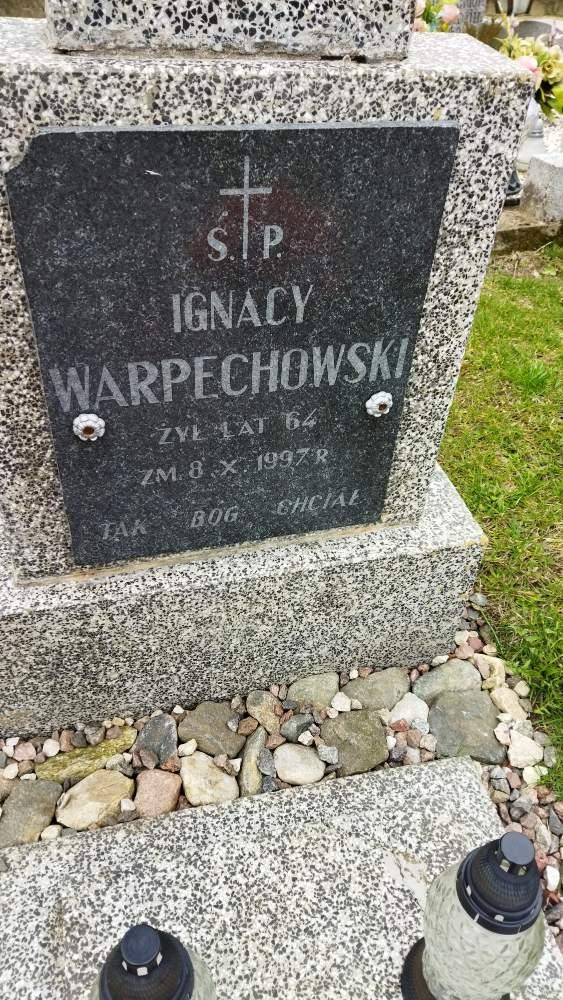 Ś. P.
IGNACY
WARPECHOWSKI
ŻYŁ LAT 64
ZM. 8. X. 1997 R
TAK BÓG CHCIAŁ